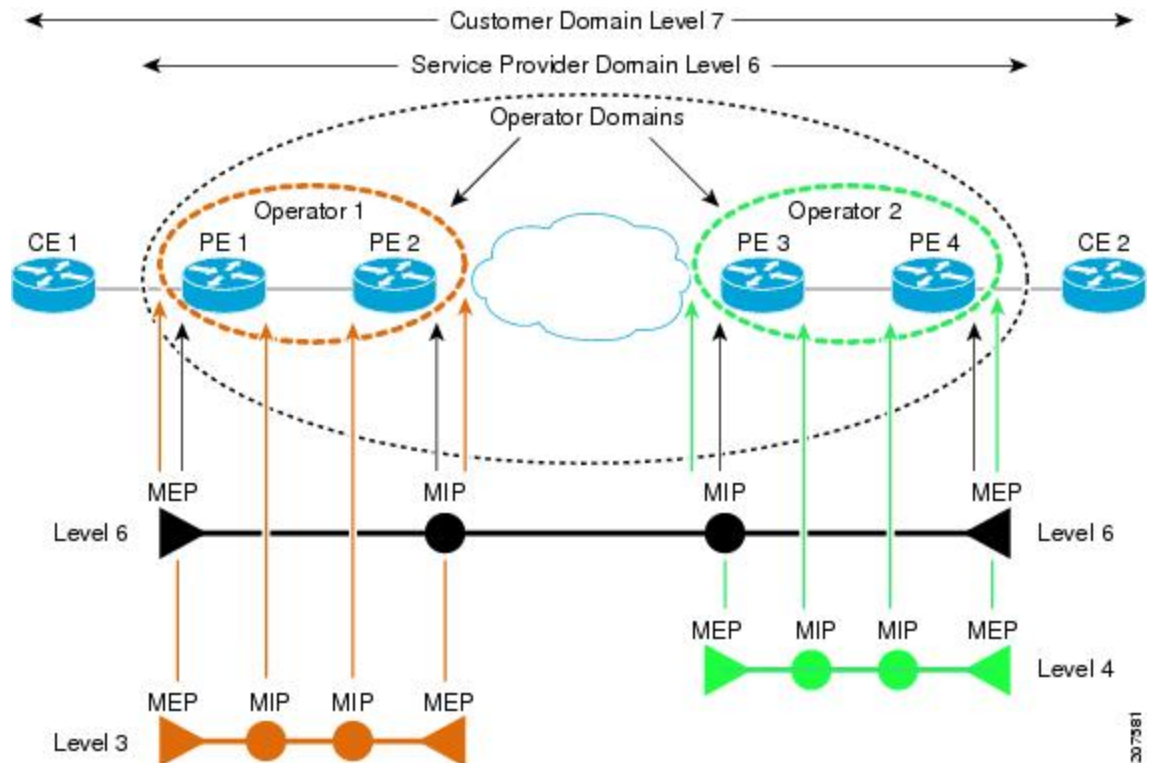 Customer Domain Level 7
Service Provider Domain Level 6
Operator Domains
Operator 1
Operator 2
CE 1
PE 1
PE 2
PE 3
PE 4
CE 2
MEP
MIP
MIP
MEP
Level 6
Level 6
MEP
MIP
MIP
MEP
Level 4
MEP
MIP
MIP
MEP
Level 3
207581